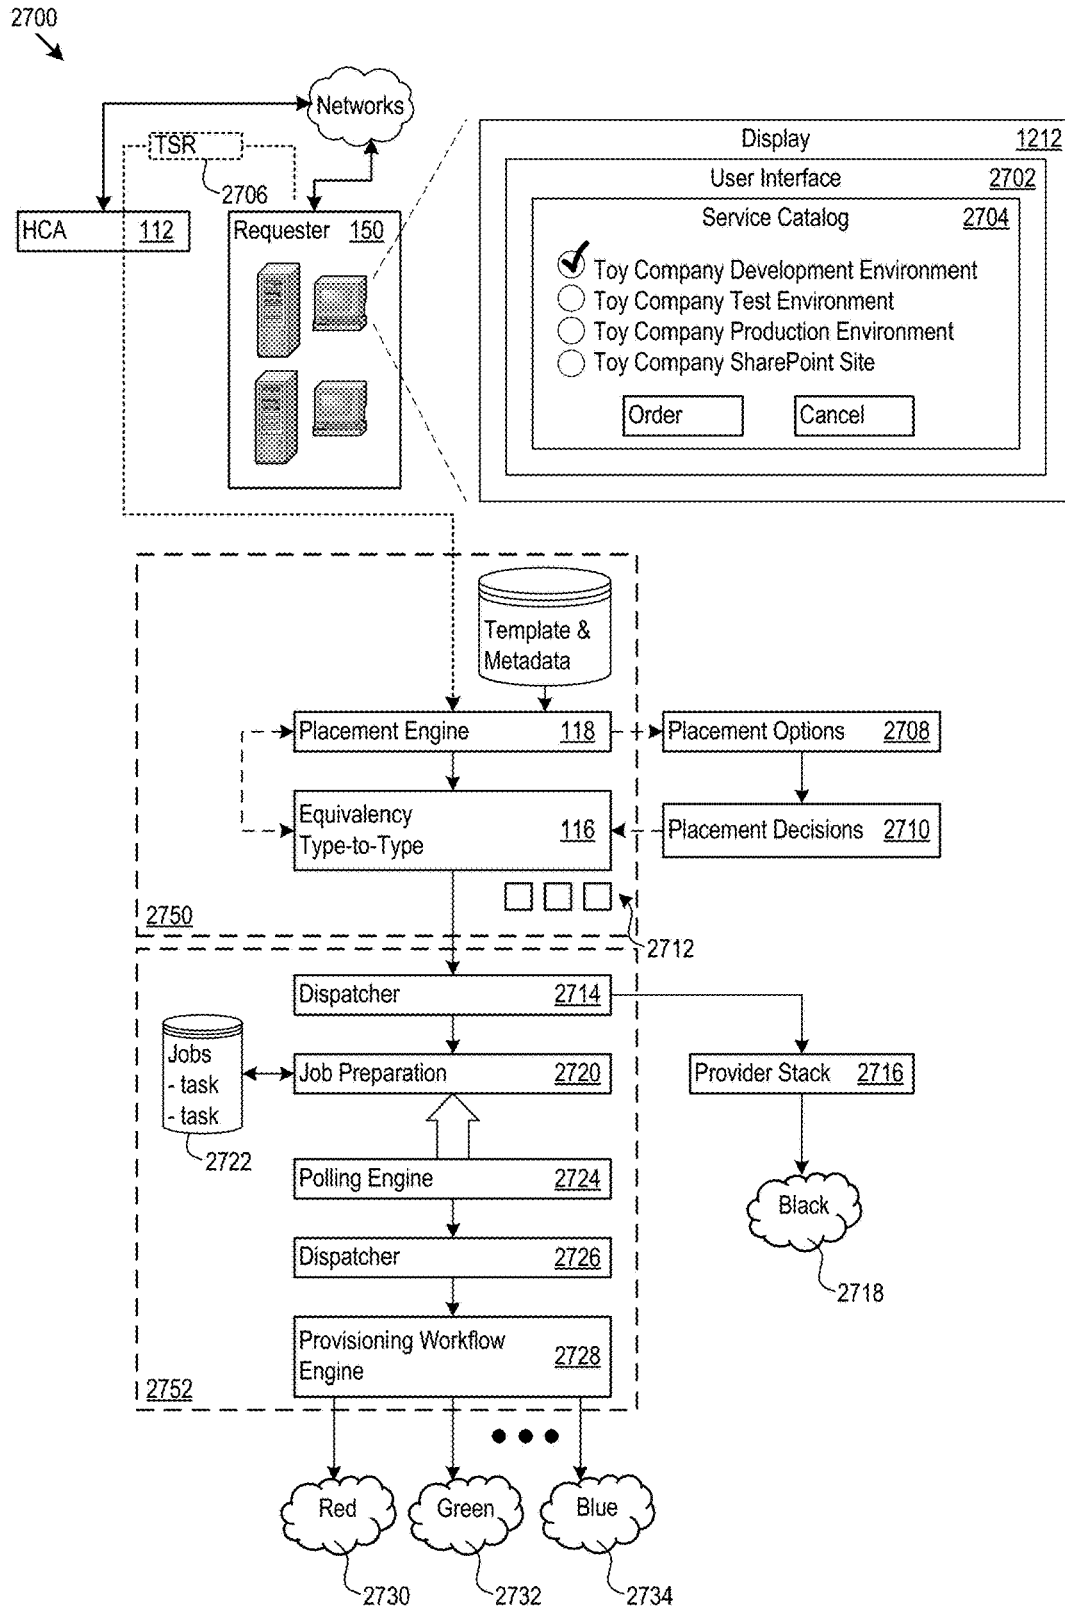 2700
Networks
TSR
2706
HCA 112
Requester 150
Display 1212
User Interface 2702
Service Catalog 2704
Toy Company Development Environment
Toy Company Test Environment
Toy Company Production Environment
Toy Company SharePoint Site
Order Cancel
Template &
Metadata
Placement Engine 118
Placement Options 2708
Equivalency
Type-to-Type 116
Placement Decisions 2710
2750
2712
Dispatcher 2714
Jobs
- task
- task
2722
Job Preparation 2720
Provider Stack 2716
Polling Engine 2724
Black
2718
Dispatcher 2726
Provisioning Workflow
Engine 2728
2752
Red
Green
Blue
2730
2732
2734